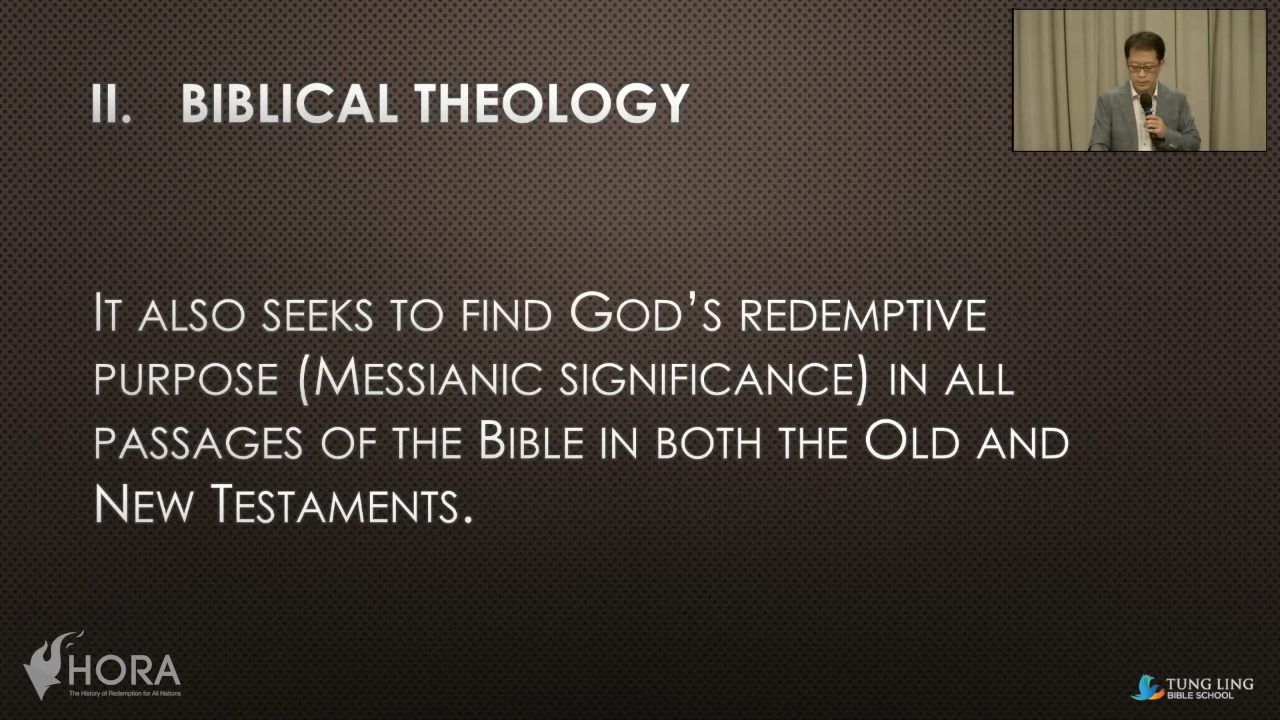 II. BIBLICAL THEOLOGY
IT ALSO SEEKS TO FIND GOD’S REDEMPTIVE
PURPOSE (MESSIANIC SIGNIFICANCE) IN ALL
PASSAGES OF THE BIBLE IN BOTH THE OLD AND
NEW TESTAMENTS.
HORA
The History of Redemption for All Nations
TUNG LING
BIBLE SCHOOL